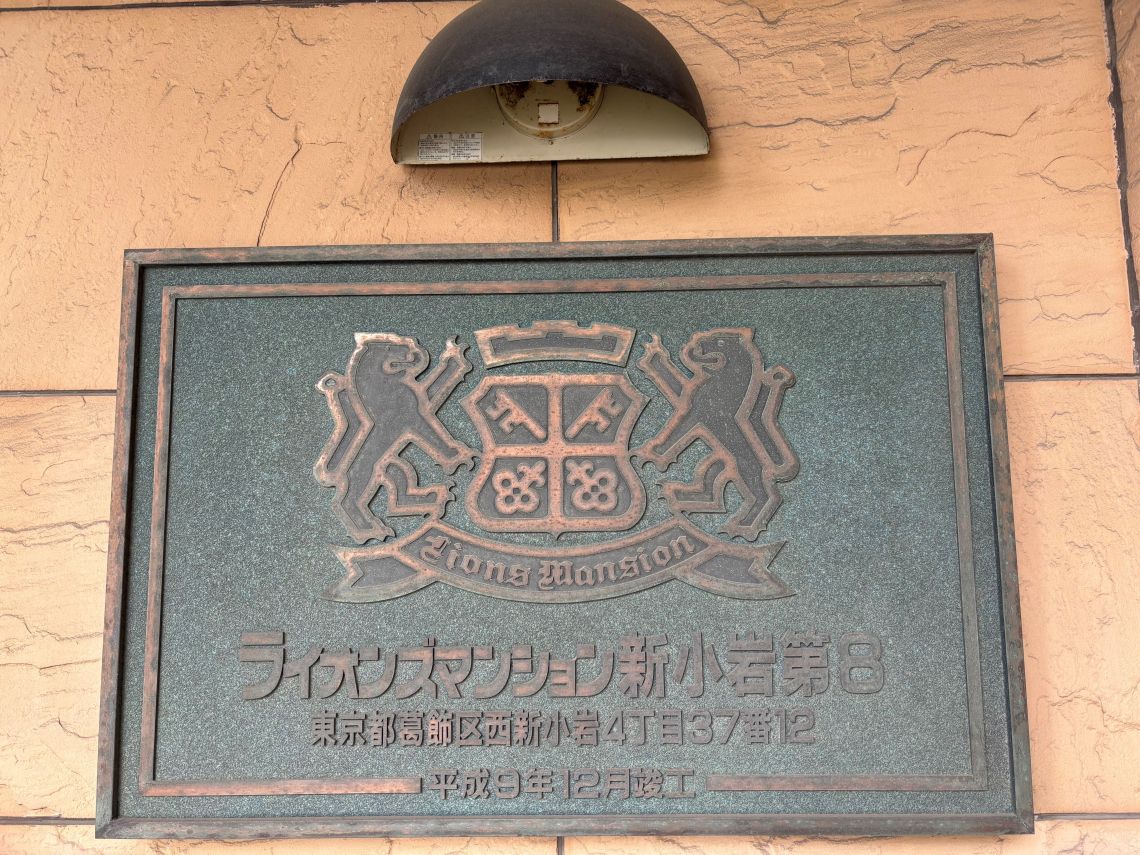 Lions Mansion
ライオンズマンション新小岩第8
東京都葛飾区西新小岩4丁目37番12
平成9年12月竣工